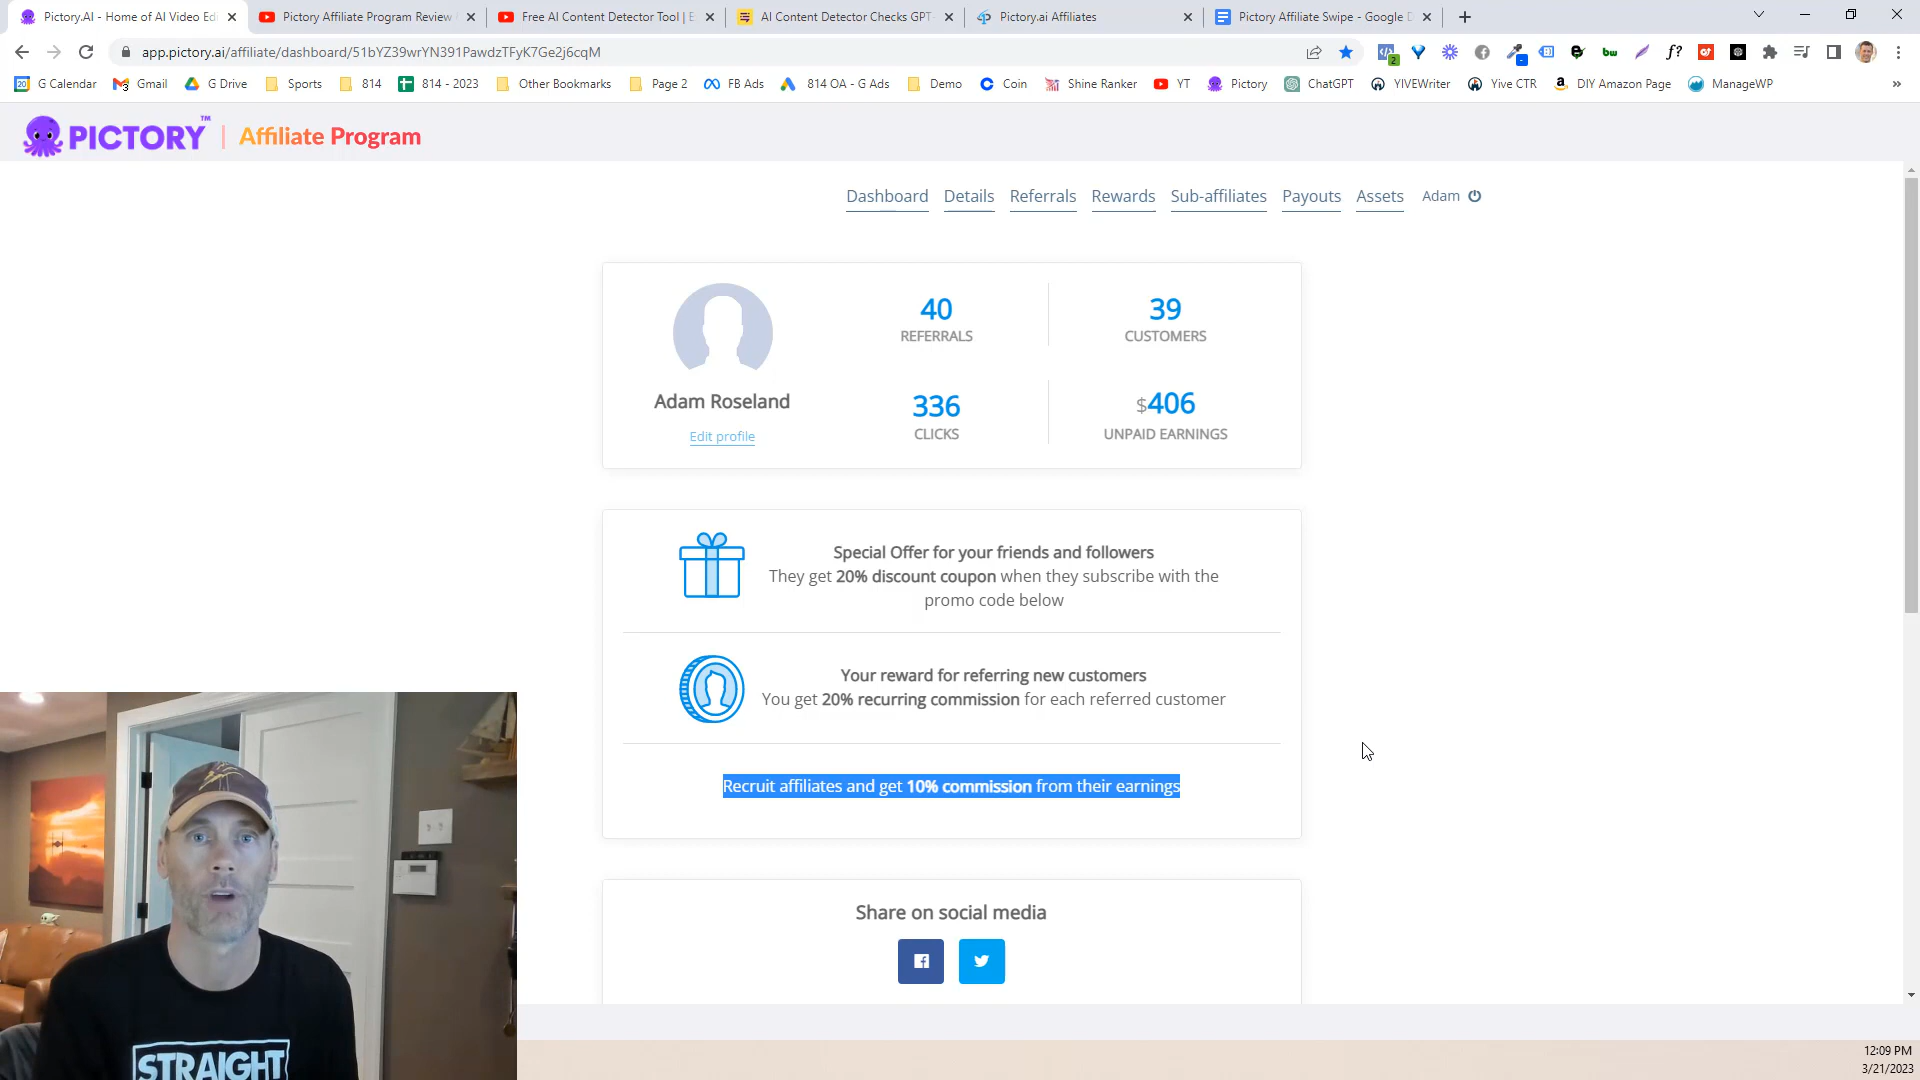 Pictory.AI - Home of AI Video Edi
Pictory Affiliate Program Review
Free AI Content Detector Tool | E
AI Content Detector Checks GPT
Pictory.ai Affiliates
Pictory Affiliate Swipe - Google D
app.pictory.ai/affiliate/dashboard/51bYZ39wrYN391PawdzTFyK7Ge2j6cqM
G Calendar
Gmail
G Drive
Sports
814
814 - 2023
Other Bookmarks
Page 2
FB Ads
814 OA - G Ads
Demo
Coin
Shine Ranker
YT
Pictory
ChatGPT
YIVEWriter
Yive CTR
DIY Amazon Page
ManageWP
»
PICTORY™ | Affiliate Program
Dashboard Details Referrals Rewards Sub-affiliates Payouts Assets Adam
40
REFERRALS
39
CUSTOMERS
Adam Roseland
Edit profile
336
CLICKS
$406
UNPAID EARNINGS
Special Offer for your friends and followers
They get 20% discount coupon when they subscribe with the
promo code below
Your reward for referring new customers
You get 20% recurring commission for each referred customer
Recruit affiliates and get 10% commission from their earnings
Share on social media
STRAIGHT
12:09 PM
3/21/2023